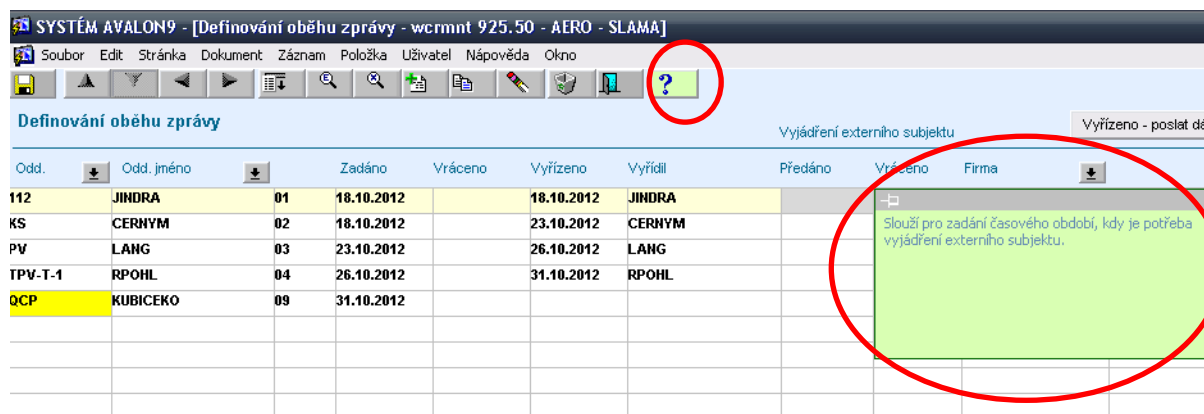 SYSTÉM AVALON9 - [Definování oběhu zprávy - wcrmnt 925.50 - AERO - SLAMA]
Soubor Edit Stránka Dokument Záznam Položka Uživatel Nápověda Okno
?
Definování oběhu zprávy
Vyjádření externího subjektu
Vyřízeno - poslat dá
Odd. Odd. jméno Zadáno Vráceno Vyřízeno Vyřídil Předáno Vráceno Firma
112 JINDRA 01 18.10.2012 18.10.2012 JINDRA
KS CERNYM 02 18.10.2012 23.10.2012 CERNYM
PV LANG 03 23.10.2012 26.10.2012 LANG
TPV-T-1 RPOHL 04 26.10.2012 31.10.2012 RPOHL
QCP KUBICEKO 09 31.10.2012
Slouží pro zadání časového období, kdy je potřeba
vyjádření externího subjektu.